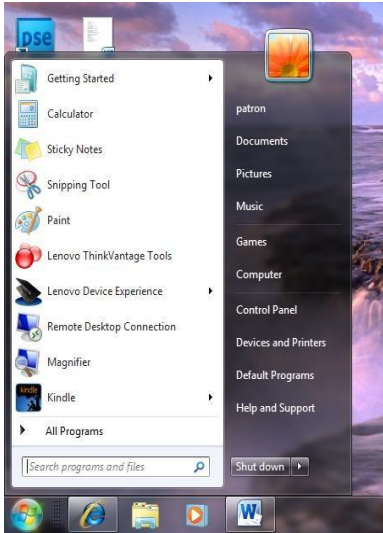 pse
Getting Started
Calculator
Sticky Notes
Snipping Tool
Paint
Lenovo ThinkVantage Tools
Lenovo Device Experience
Remote Desktop Connection
Magnifier
kindle
Kindle
All Programs
Search programs and files
patron
Documents
Pictures
Music
Games
Computer
Control Panel
Devices and Printers
Default Programs
Help and Support
Shut down
W